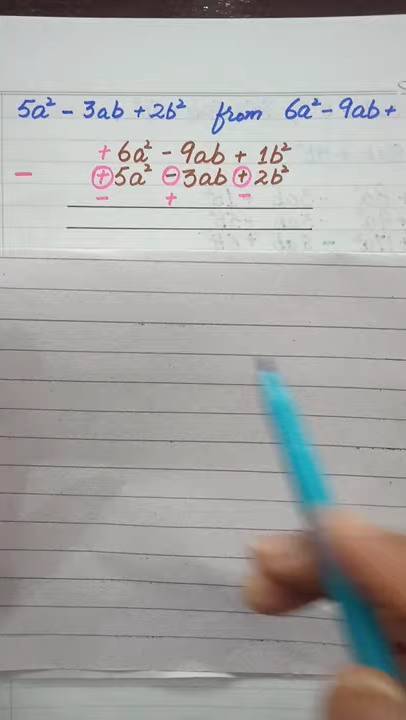 5a² - 3ab + 2b² from 6a² - 9ab +
+ 6a² - 9ab + 1b²
- + 5a² - 3ab + 2b²
- + -